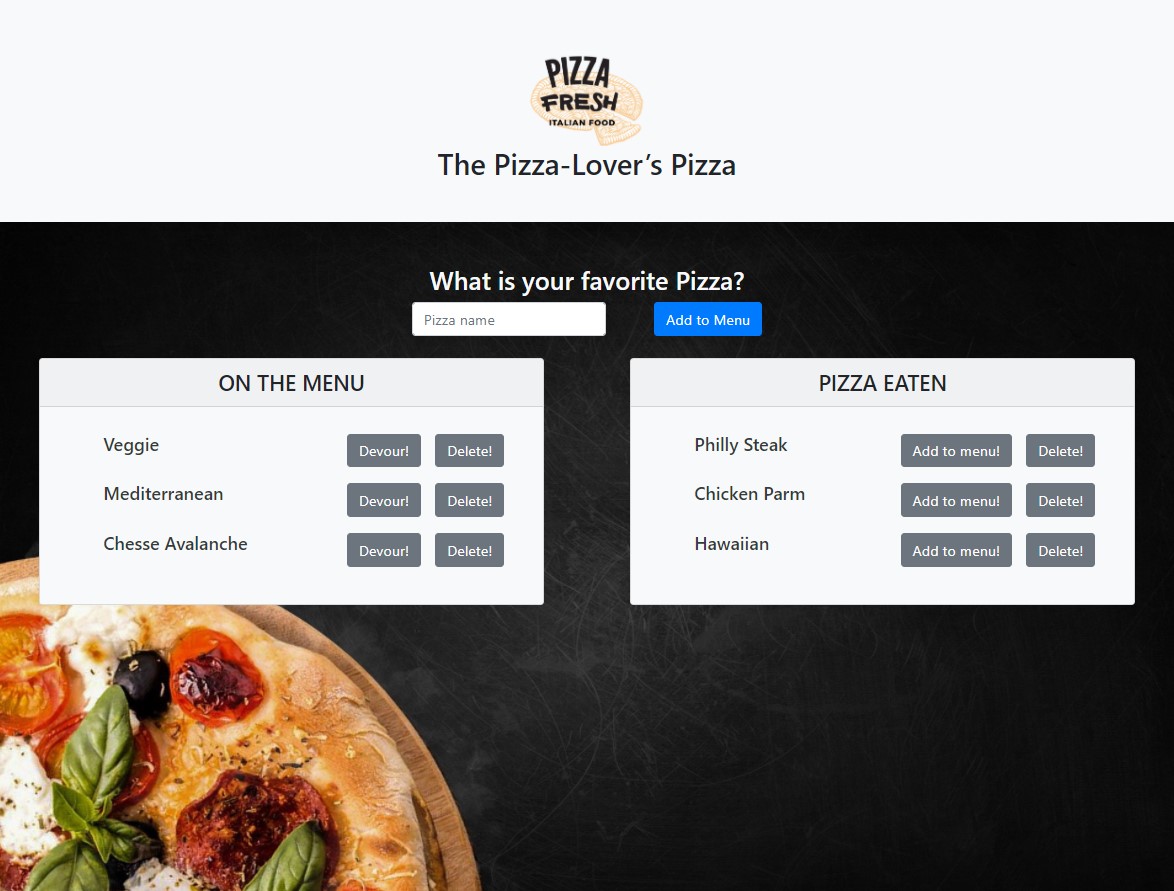 PIZZA
FRESH
ITALIAN FOOD
The Pizza-Lover’s Pizza
What is your favorite Pizza?
Pizza name
Add to Menu
ON THE MENU
Veggie Devour! Delete!
Mediterranean Devour! Delete!
Chesse Avalanche Devour! Delete!
PIZZA EATEN
Philly Steak Add to menu! Delete!
Chicken Parm Add to menu! Delete!
Hawaiian Add to menu! Delete!